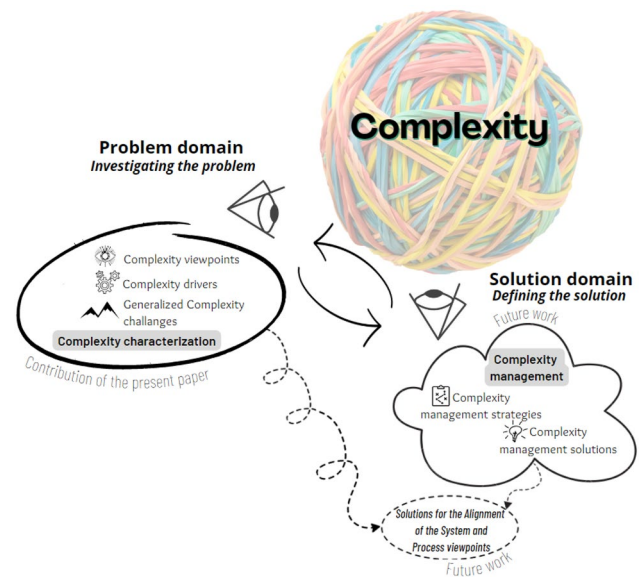 Complexity
Problem domain
Investigating the problem
Complexity viewpoints
Complexity drivers
Generalized Complexity
challanges
Complexity characterization
Contribution of the present paper
Solution domain
Defining the solution
Future work
Complexity
management
Complexity
management strategies
Complexity
management solutions
Solutions for the Alignment
of the System and
Process viewpoints
Future work